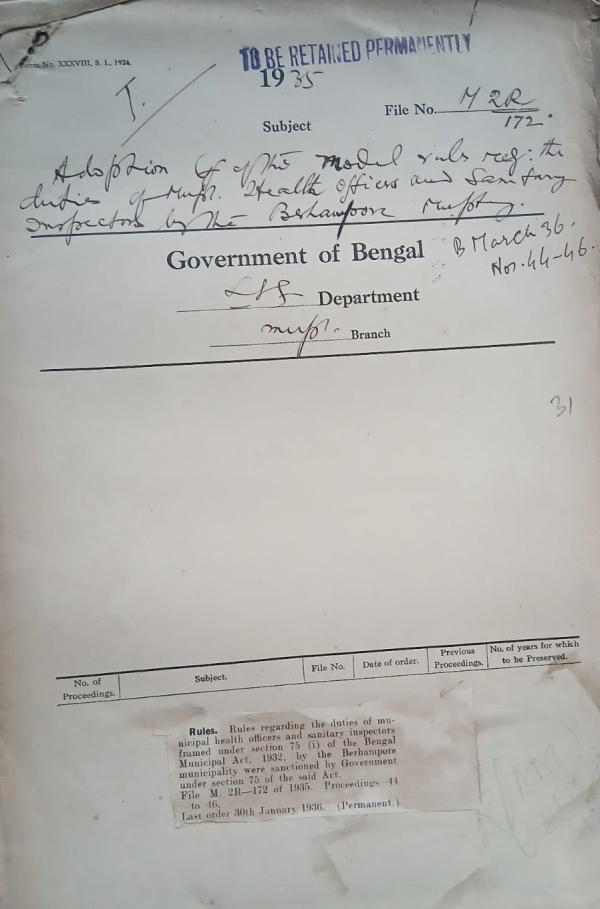 Form No. XXXVIII, S. L., 1924.
TO BE RETAINED PERMANENTLY
1935
T.
File No. M 2R
172.
Subject
Adoption of the model rules reg: the
duties of Mupl. Health Officers and Sanitary
Inspectors by the Berhampore Mupty.
Government of Bengal
B March 36.
Nos. 44-46.
LSG Department
mupl. Branch
31
No. of Proceedings.
Subject.
File No.
Date of order.
Previous Proceedings.
No. of years for which to be Preserved.
Rules. Rules regarding the duties of mu-
nicipal health officers and sanitary inspectors
framed under section 75 (i) of the Bengal
Municipal Act, 1932, by the Berhampore
municipality were sanctioned by Government
under section 75 of the said Act.
File M. 2R—172 of 1935. Proceedings 44
to 46.
Last order 30th January 1936. (Permanent.)